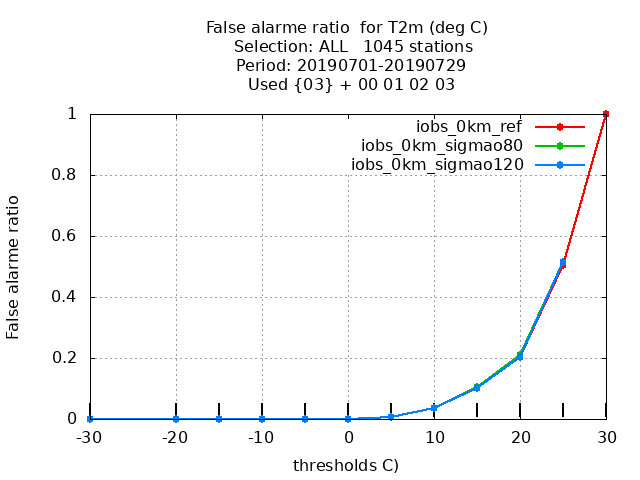 False alarme ratio  for T2m (deg C)
Selection: ALL   1045 stations
Period: 20190701-20190729
Used {03} + 00 01 02 03
False alarme ratio
1
0.8
0.6
0.4
0.2
0
iobs_0km_ref
iobs_0km_sigmao80
iobs_0km_sigmao120
-30 -20 -10 0 10 20 30
thresholds C)